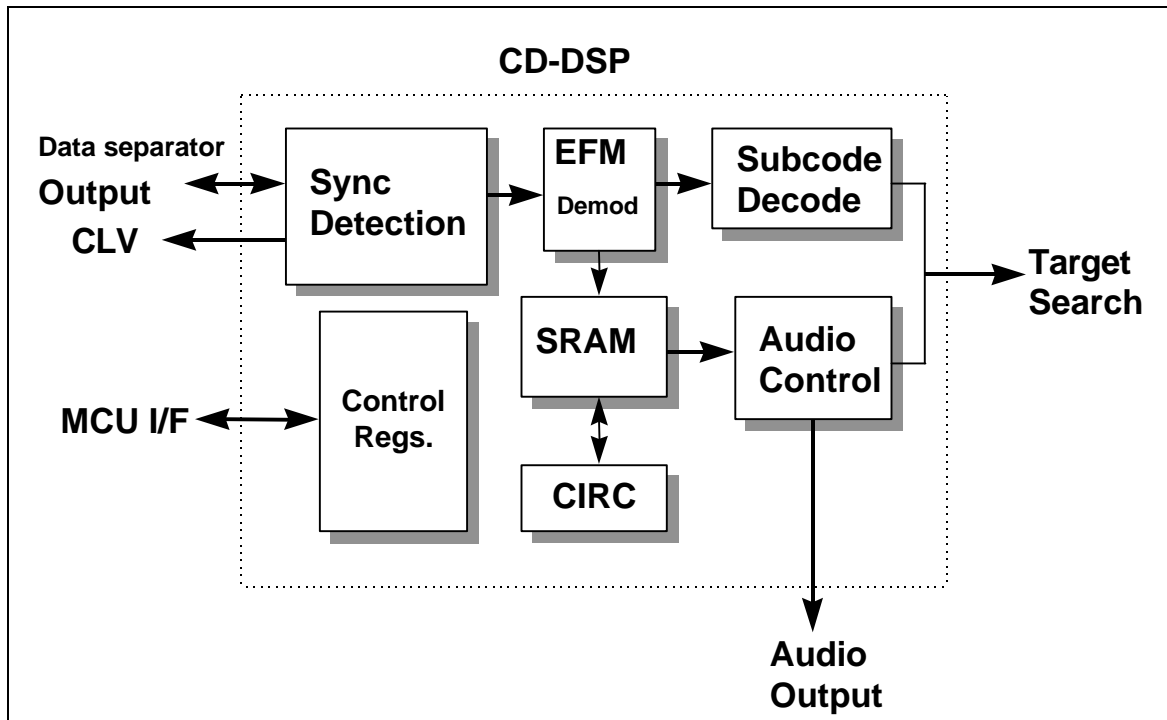 CD-DSP
Data separator
Output
CLV
Sync
Detection
EFM
Demod
Subcode
Decode
Target
Search
SRAM
Audio
Control
MCU I/F
Control
Regs.
CIRC
Audio
Output